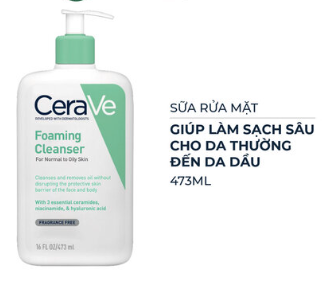 CeraVe
DEVELOPED WITH DERMATOLOGISTS
Foaming
Cleanser
For Normal to Oily Skin
Cleanses and removes oil without
disrupting the protective skin
barrier of the face and body
With 3 essential ceramides,
niacinamide, & hyaluronic acid
FRAGRANCE FREE
16 FL OZ/473 ml
SỮA RỬA MẶT
GIÚP LÀM SẠCH SÂU
CHO DA THƯỜNG
ĐẾN DA DẦU
473ML